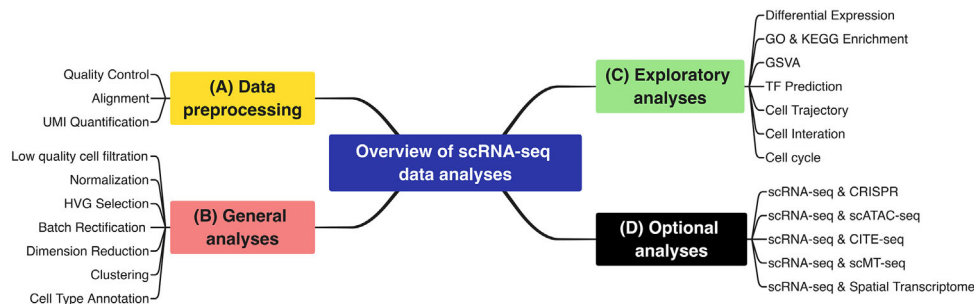 Overview of scRNA-seq
data analyses
(A) Data
preprocessing
Quality Control
Alignment
UMI Quantification
(B) General
analyses
Low quality cell filtration
Normalization
HVG Selection
Batch Rectification
Dimension Reduction
Clustering
Cell Type Annotation
(C) Exploratory
analyses
Differential Expression
GO & KEGG Enrichment
GSVA
TF Prediction
Cell Trajectory
Cell Interation
Cell cycle
(D) Optional
analyses
scRNA-seq & CRISPR
scRNA-seq & scATAC-seq
scRNA-seq & CITE-seq
scRNA-seq & scMT-seq
scRNA-seq & Spatial Transcriptome